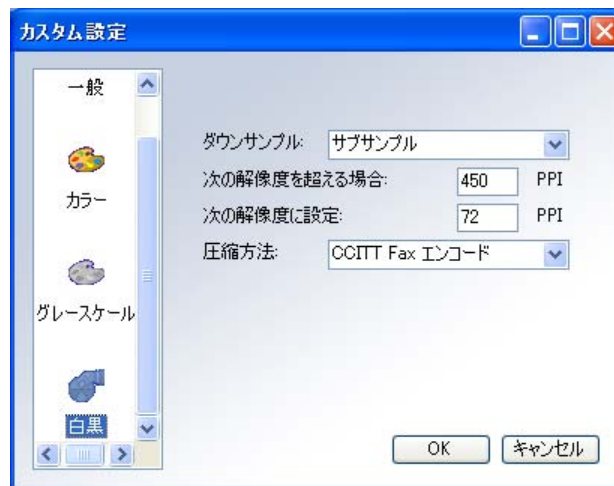 カスタム設定
一般
カラー
グレースケール
白黒
ダウンサンプル: サブサンプル
次の解像度を超える場合: 450 PPI
次の解像度に設定: 72 PPI
圧縮方法: CCITT Fax エンコード
OK キャンセル